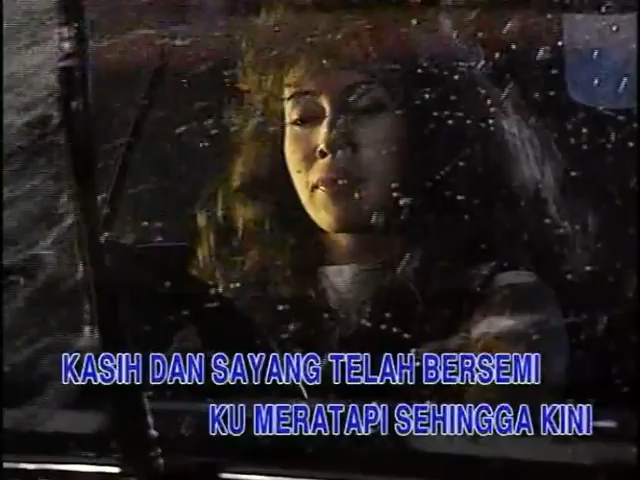 KASIH DAN SAYANG TELAH BERSEMI
KU MERATAPI SEHINGGA KINI